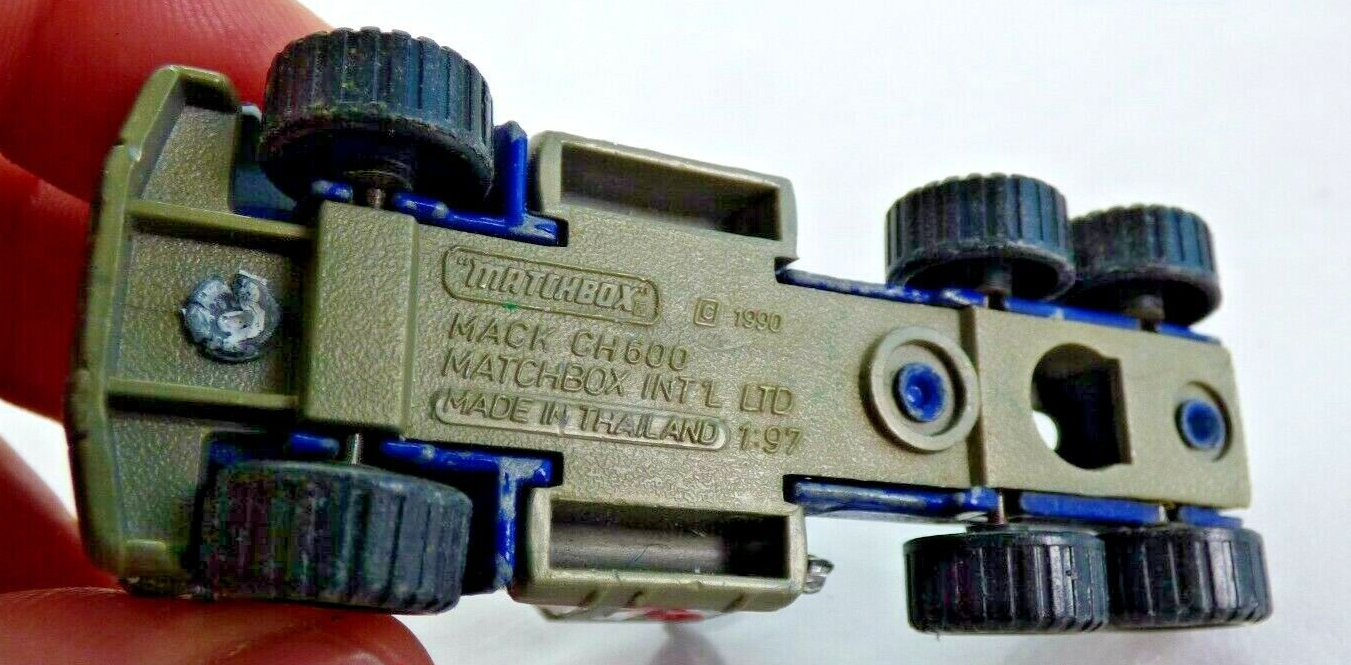 "MATCHBOX"
© 1990
MACK CH600
MATCHBOX INT'L LTD
MADE IN THAILAND 1:97